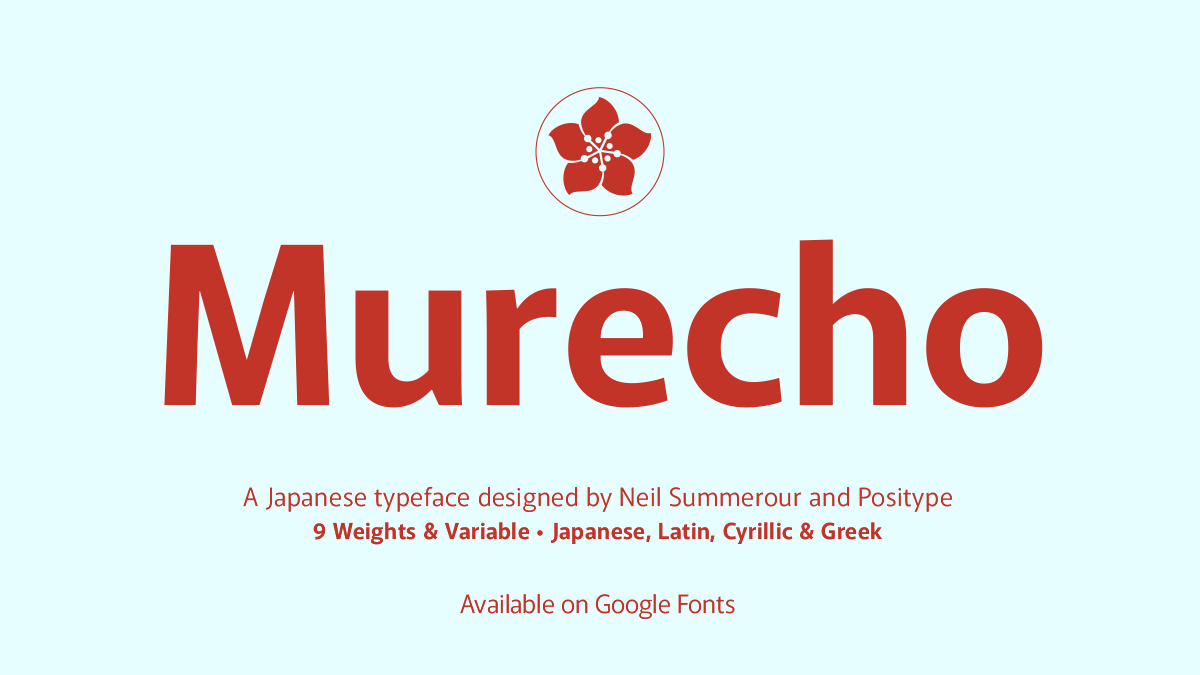 Murecho
A Japanese typeface designed by Neil Summerour and Positype
9 Weights & Variable • Japanese, Latin, Cyrillic & Greek
Available on Google Fonts